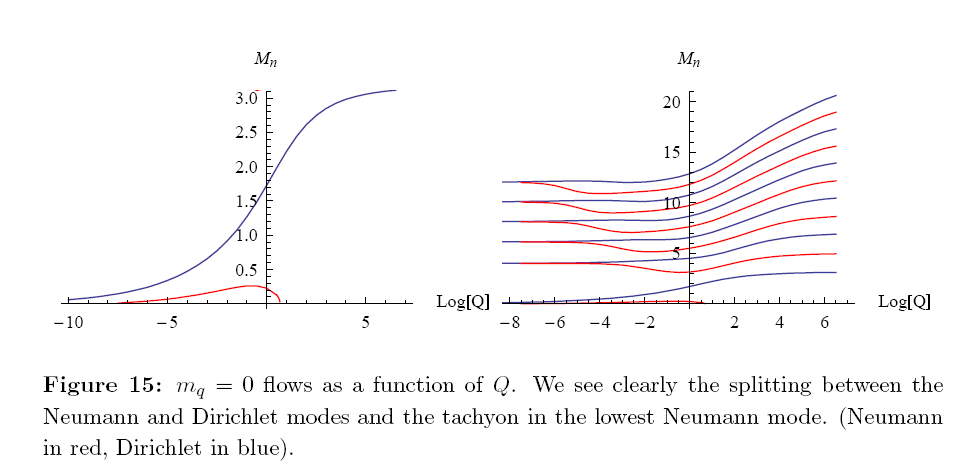 Mₙ Mₙ
3.0 20
2.5
15
2.0
1.5 10
1.0
5
0.5
Log[Q] Log[Q]
−10 −5 5 −8 −6 −4 −2 2 4 6
Figure 15: m_q = 0 flows as a function of Q. We see clearly the splitting between the
Neumann and Dirichlet modes and the tachyon in the lowest Neumann mode. (Neumann
in red, Dirichlet in blue).